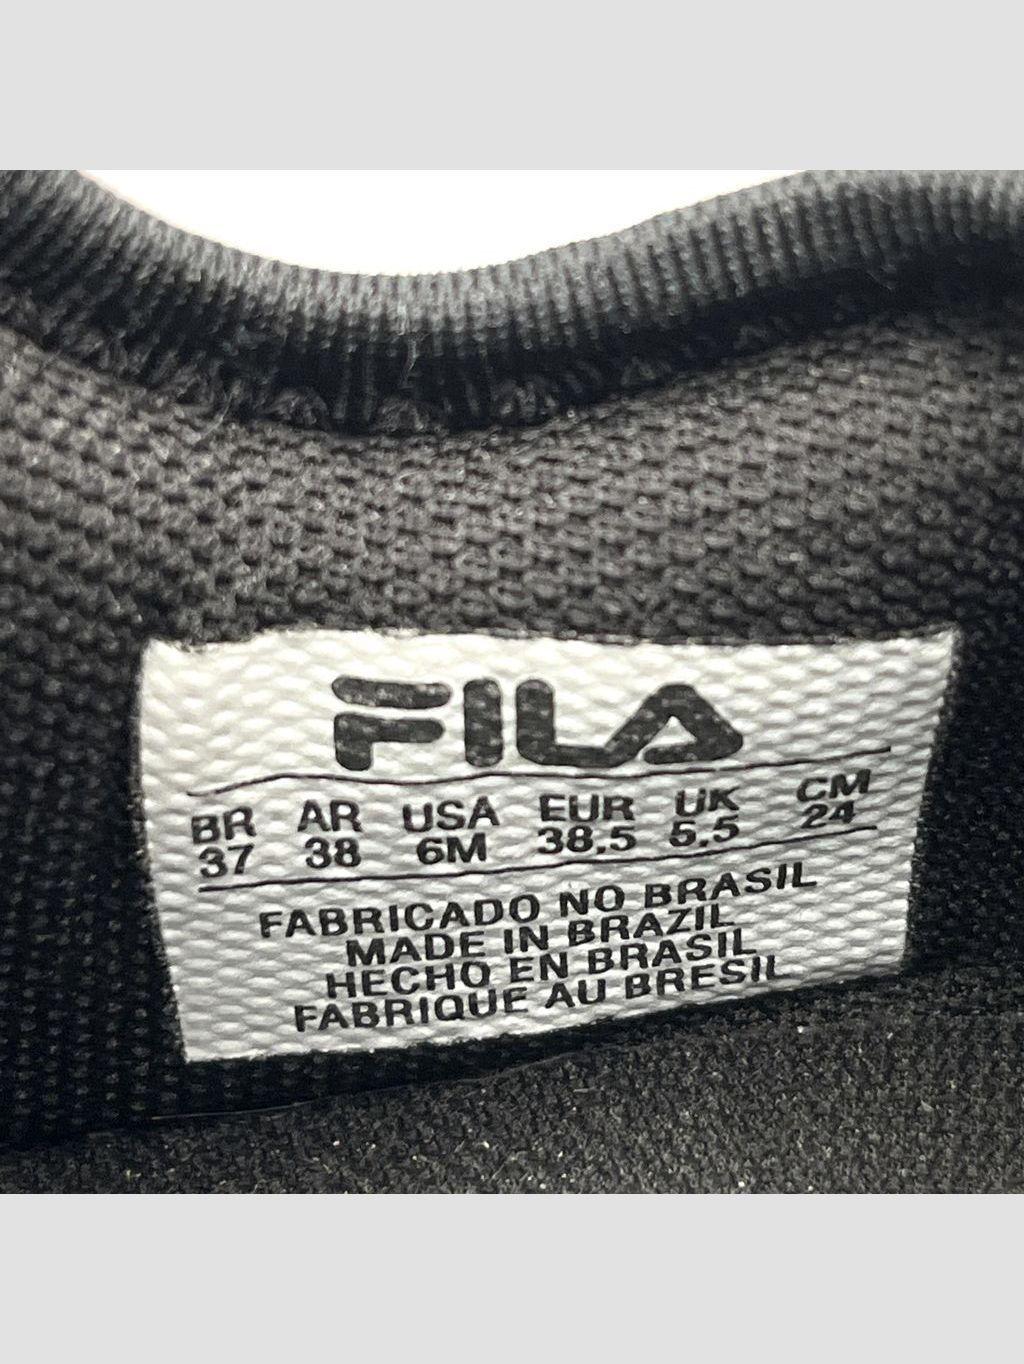 FILA
BR AR USA EUR UK CM
37 38 6M 38.5 5.5 24
FABRICADO NO BRASIL
MADE IN BRAZIL
HECHO EN BRASIL
FABRIQUE AU BRESIL